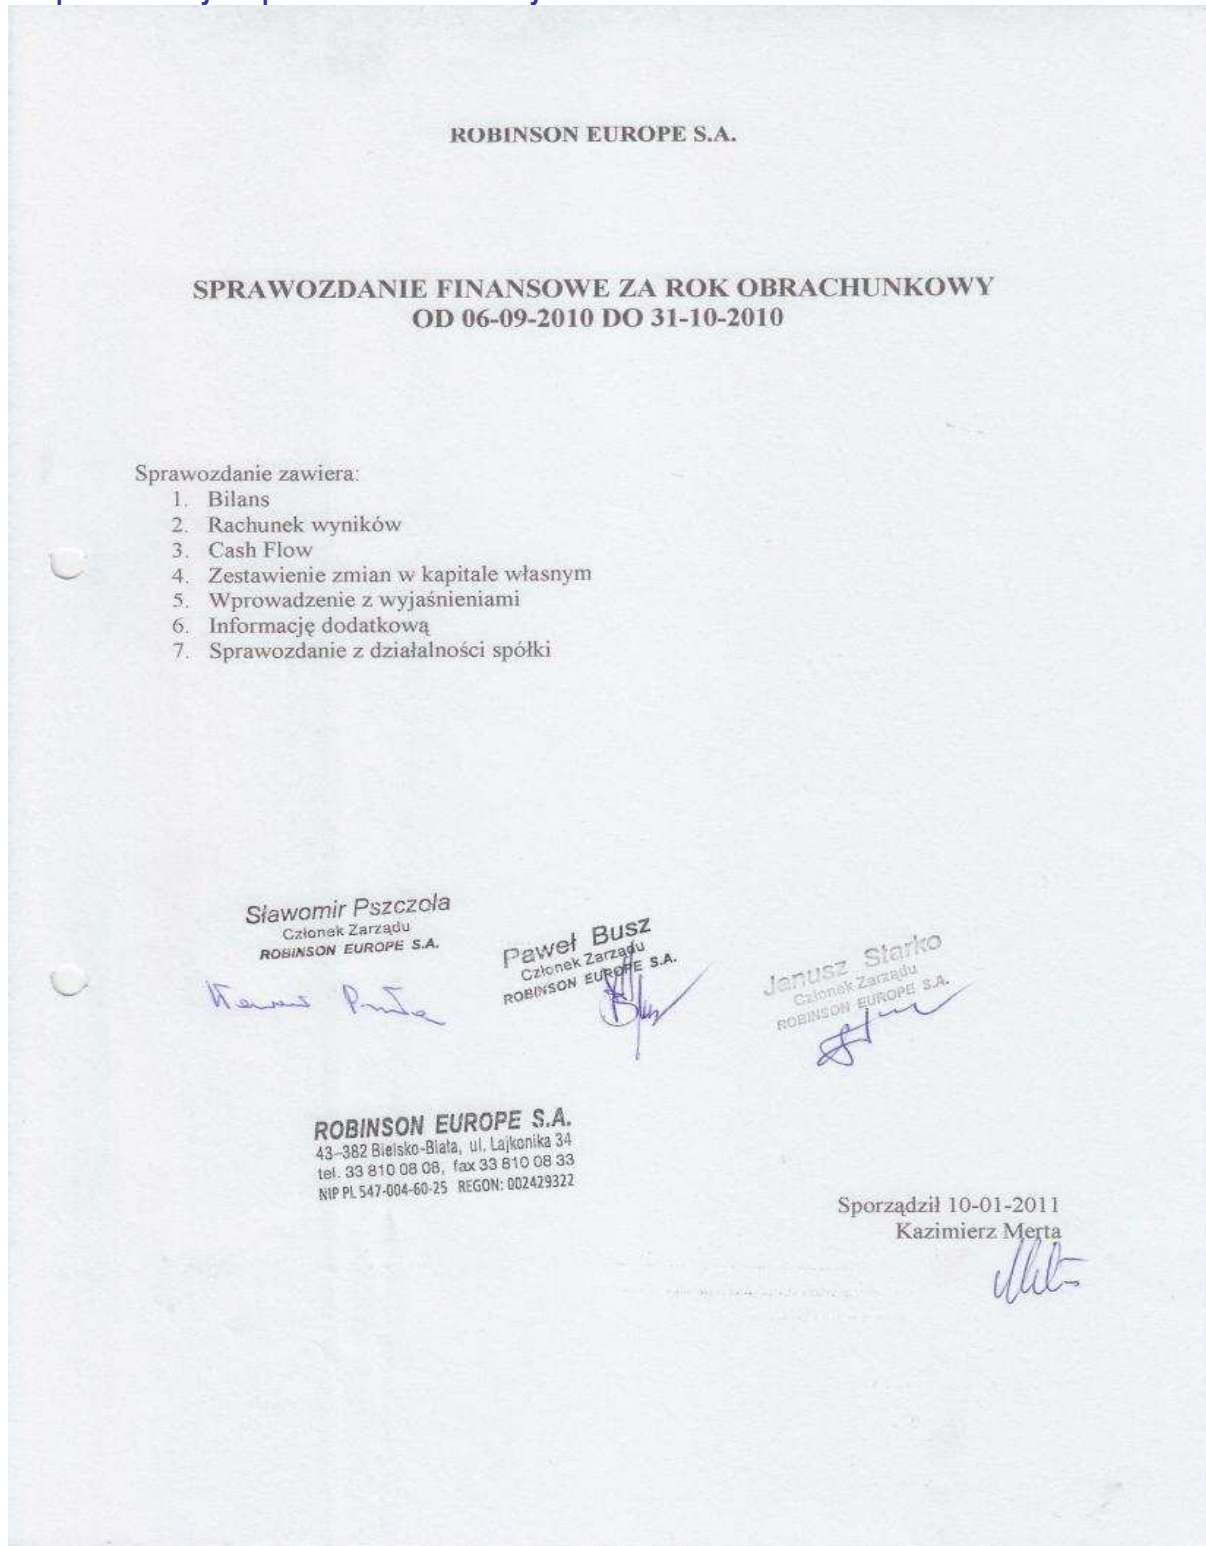 ROBINSON EUROPE S.A.
SPRAWOZDANIE FINANSOWE ZA ROK OBRACHUNKOWY
OD 06-09-2010 DO 31-10-2010
Sprawozdanie zawiera:
1. Bilans
2. Rachunek wyników
3. Cash Flow
4. Zestawienie zmian w kapitale własnym
5. Wprowadzenie z wyjaśnieniami
6. Informację dodatkową
7. Sprawozdanie z działalności spółki
Sławomir Pszczoła
Członek Zarządu
ROBINSON EUROPE S.A.
Paweł Busz
Członek Zarządu
ROBINSON EUROPE S.A.
Janusz Starko
Członek Zarządu
ROBINSON EUROPE S.A.
ROBINSON EUROPE S.A.
43-382 Bielsko-Biała, ul. Lajkonika 34
tel. 33 810 08 08, fax 33 810 08 33
NIP PL 547-004-60-25 REGON: 002429322
Sporządził 10-01-2011
Kazimierz Merta